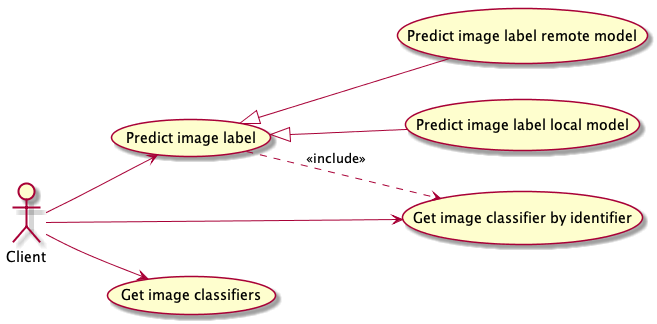 Predict image label remote model
Predict image label local model
Predict image label
«include»
Get image classifier by identifier
Client
Get image classifiers